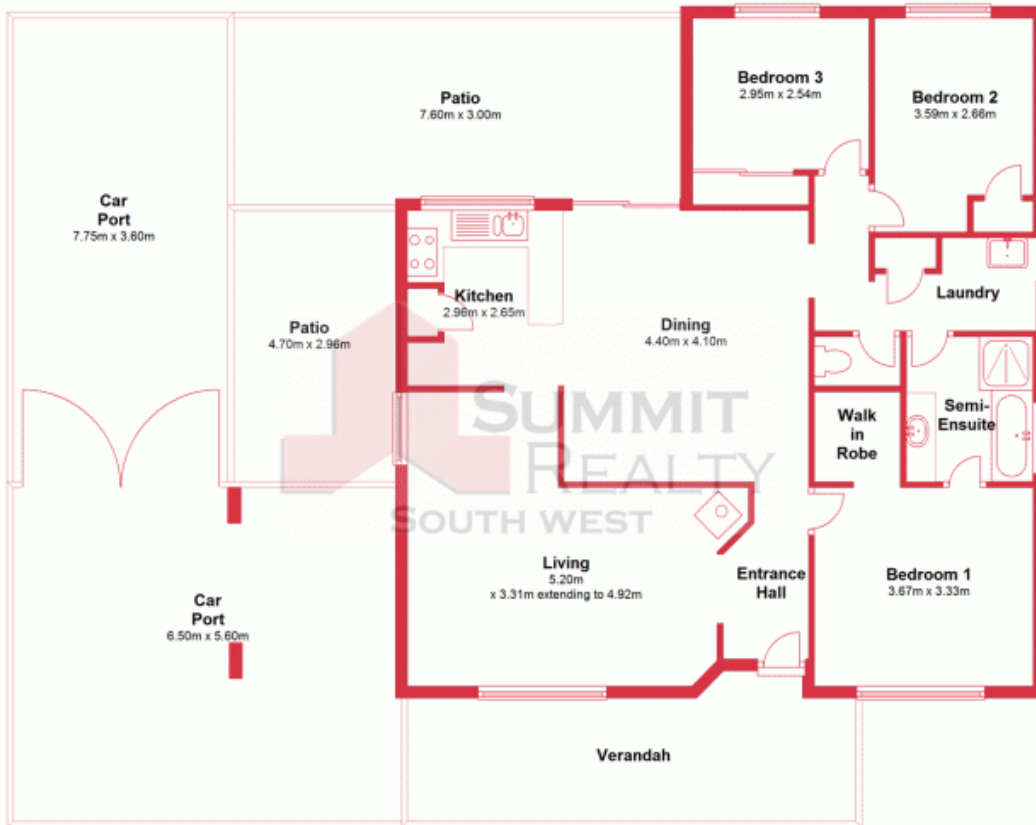 Bedroom 3
2.95m x 2.54m
Bedroom 2
3.59m x 2.66m
Patio
7.60m x 3.00m
Car
Port
7.75m x 3.60m
Kitchen
2.96m x 2.65m
Laundry
Patio
4.70m x 2.96m
Dining
4.40m x 4.10m
Walk
in
Robe
Semi-
Ensuite
SUMMIT
REALTY
SOUTH WEST
Living
5.20m
x 3.31m extending to 4.92m
Entrance
Hall
Bedroom 1
3.67m x 3.33m
Car
Port
6.50m x 5.60m
Verandah